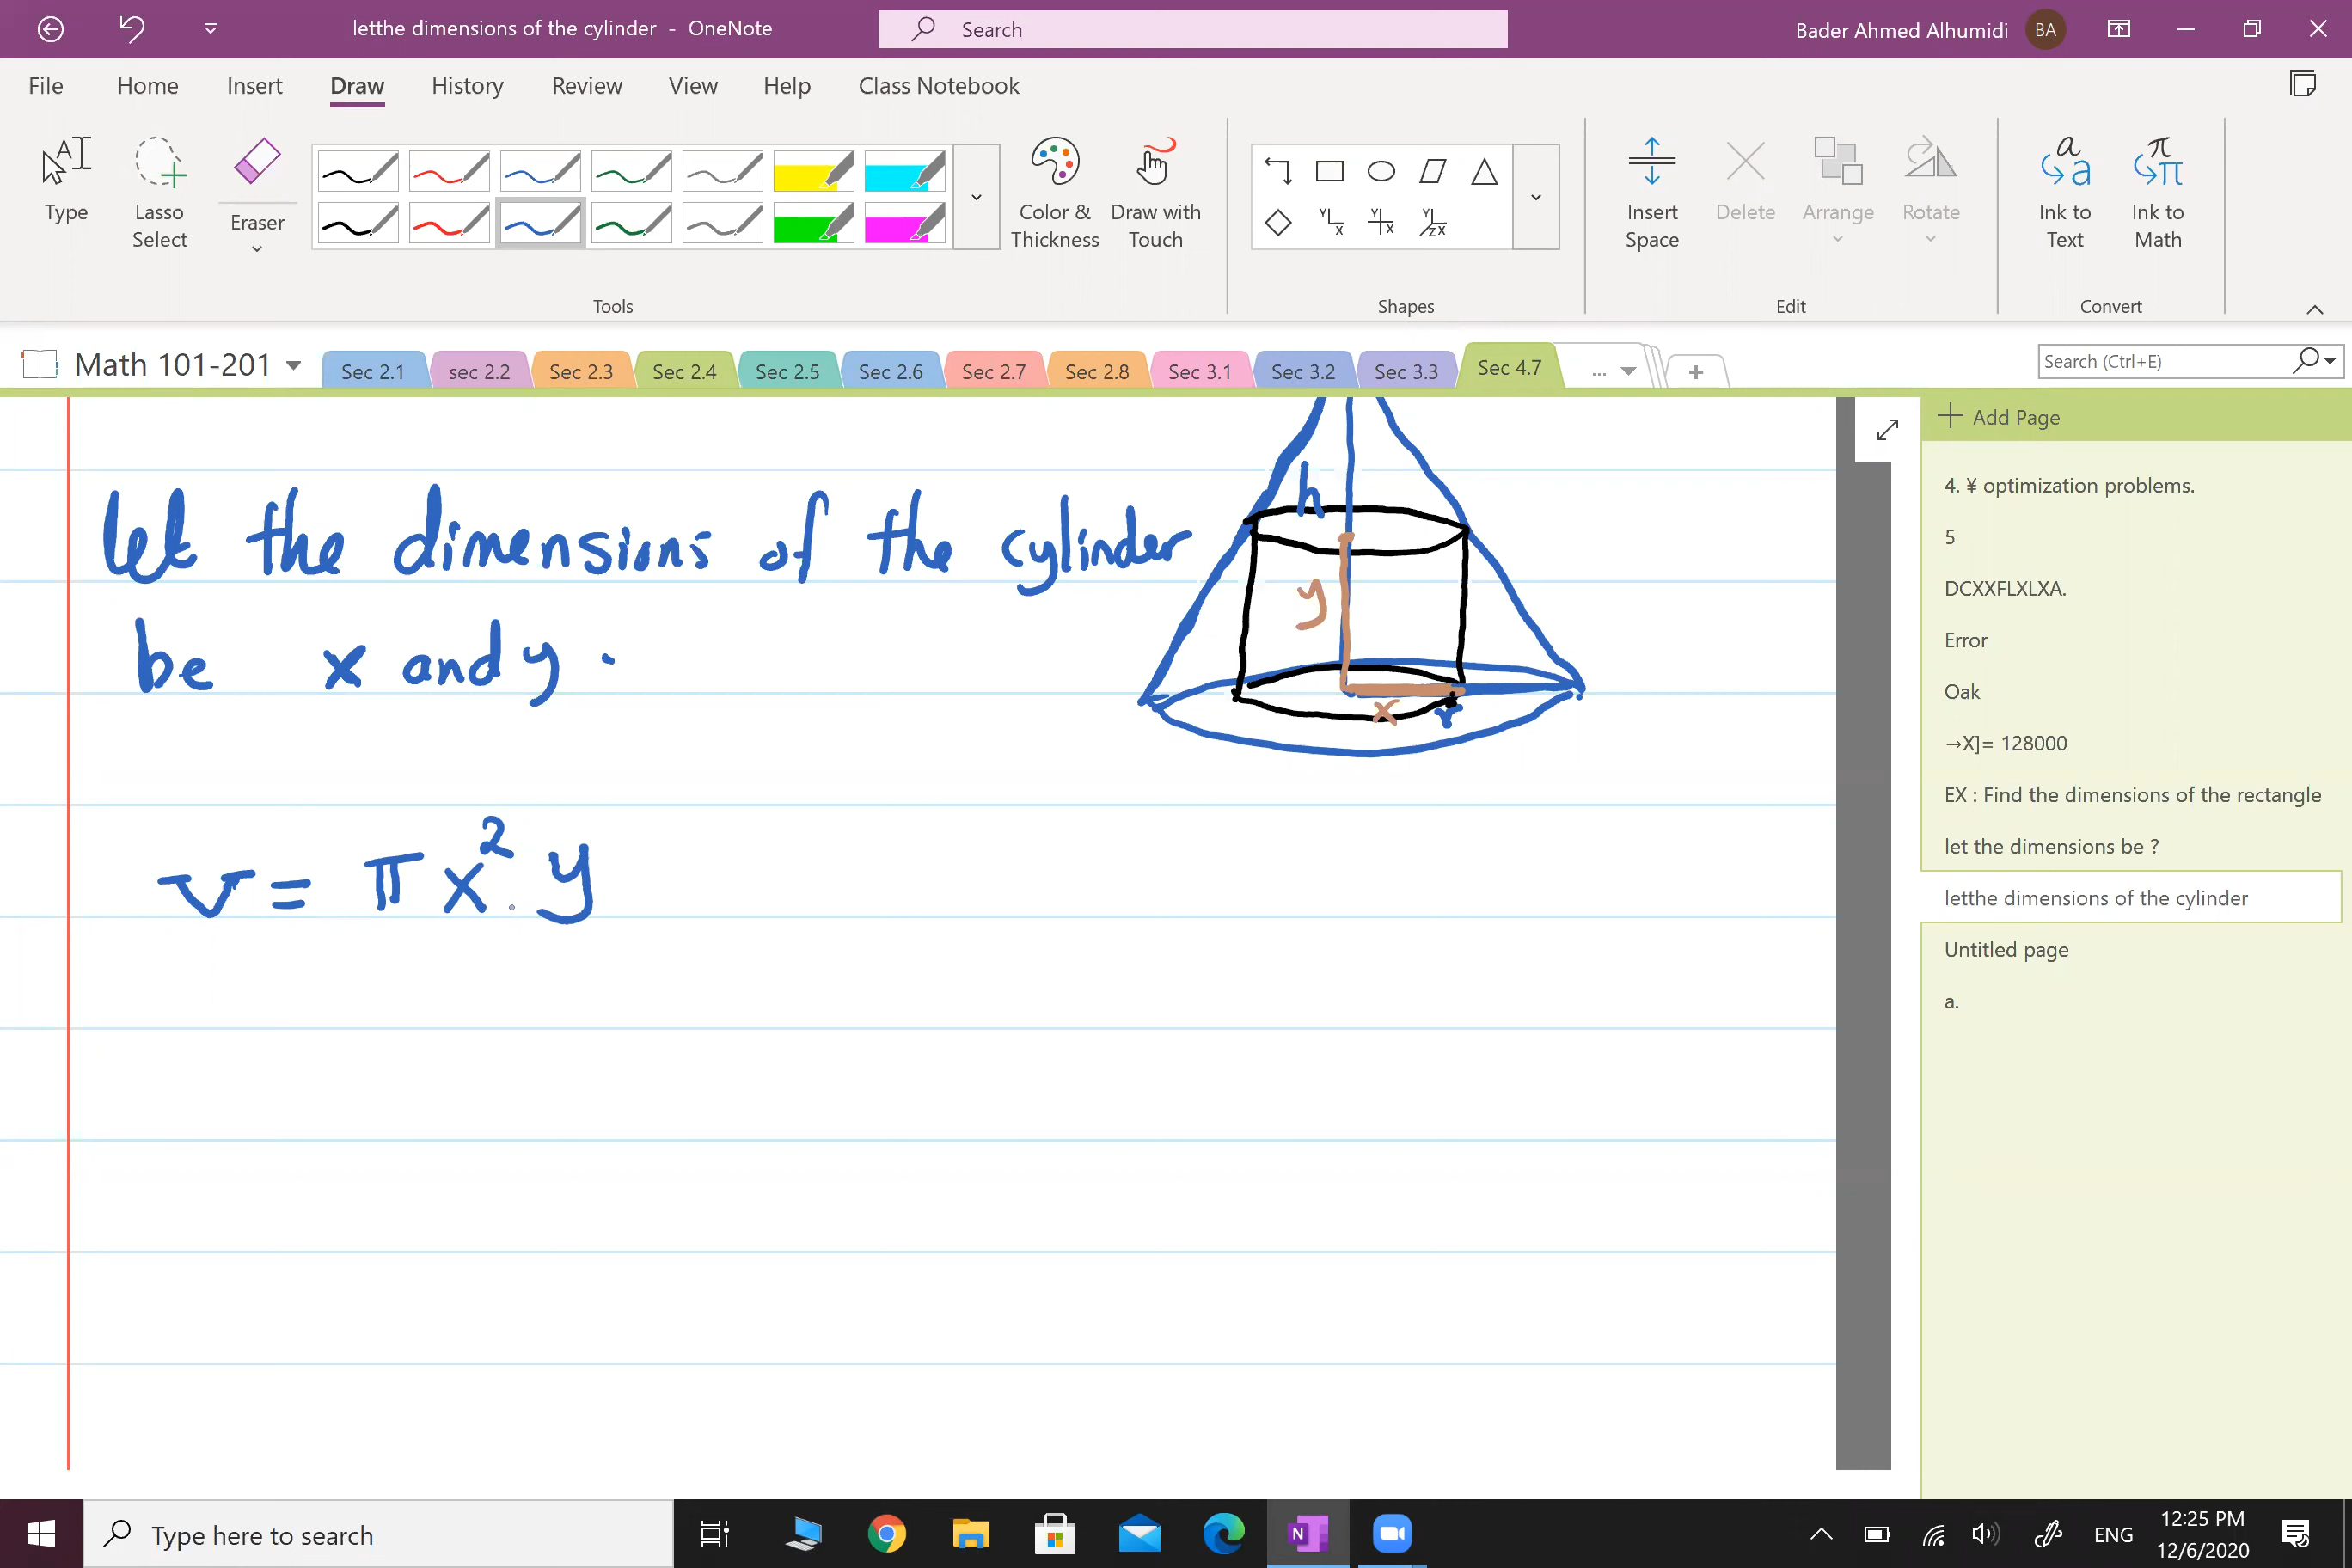 letthe dimensions of the cylinder - OneNote
Search
Bader Ahmed Alhumidi
BA
File Home Insert Draw History Review View Help Class Notebook
Type
Lasso Select
Eraser
Color & Thickness
Draw with Touch
Insert Space
Delete
Arrange
Rotate
Ink to Text
Ink to Math
Tools
Shapes
Edit
Convert
Math 101-201
Sec 2.1 sec 2.2 Sec 2.3 Sec 2.4 Sec 2.5 Sec 2.6 Sec 2.7 Sec 2.8 Sec 3.1 Sec 3.2 Sec 3.3 Sec 4.7 ...
Search (Ctrl+E)
let the dimensions of the cylinder
be x and y .
h
y
x
r
V = π x² . y
Add Page
4. ¥ optimization problems.
5
DCXXFLXLXA.
Error
Oak
→X]= 128000
EX : Find the dimensions of the rectangle
let the dimensions be ?
letthe dimensions of the cylinder
Untitled page
a.
Type here to search
ENG
12:25 PM
12/6/2020